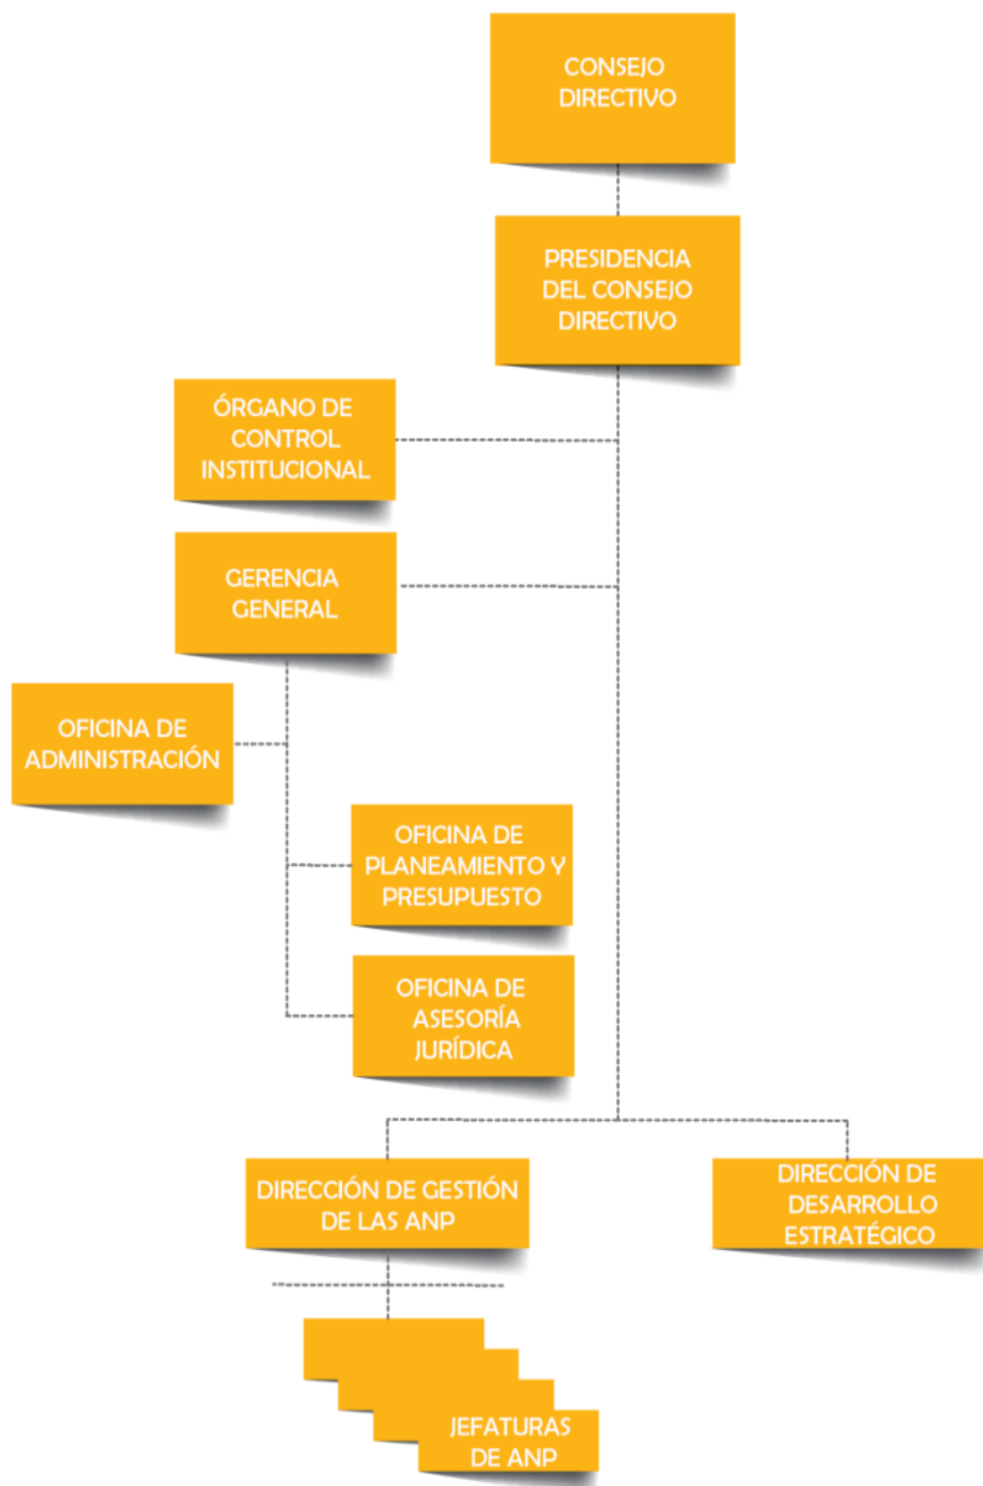 CONSEJO
DIRECTIVO
PRESIDENCIA
DEL CONSEJO
DIRECTIVO
ÓRGANO DE
CONTROL
INSTITUCIONAL
GERENCIA
GENERAL
OFICINA DE
ADMINISTRACIÓN
OFICINA DE
PLANEAMIENTO Y
PRESUPUESTO
OFICINA DE
ASESORÍA
JURÍDICA
DIRECCIÓN DE GESTIÓN
DE LAS ANP
DIRECCIÓN DE
DESARROLLO
ESTRATÉGICO
JEFATURAS
DE ANP